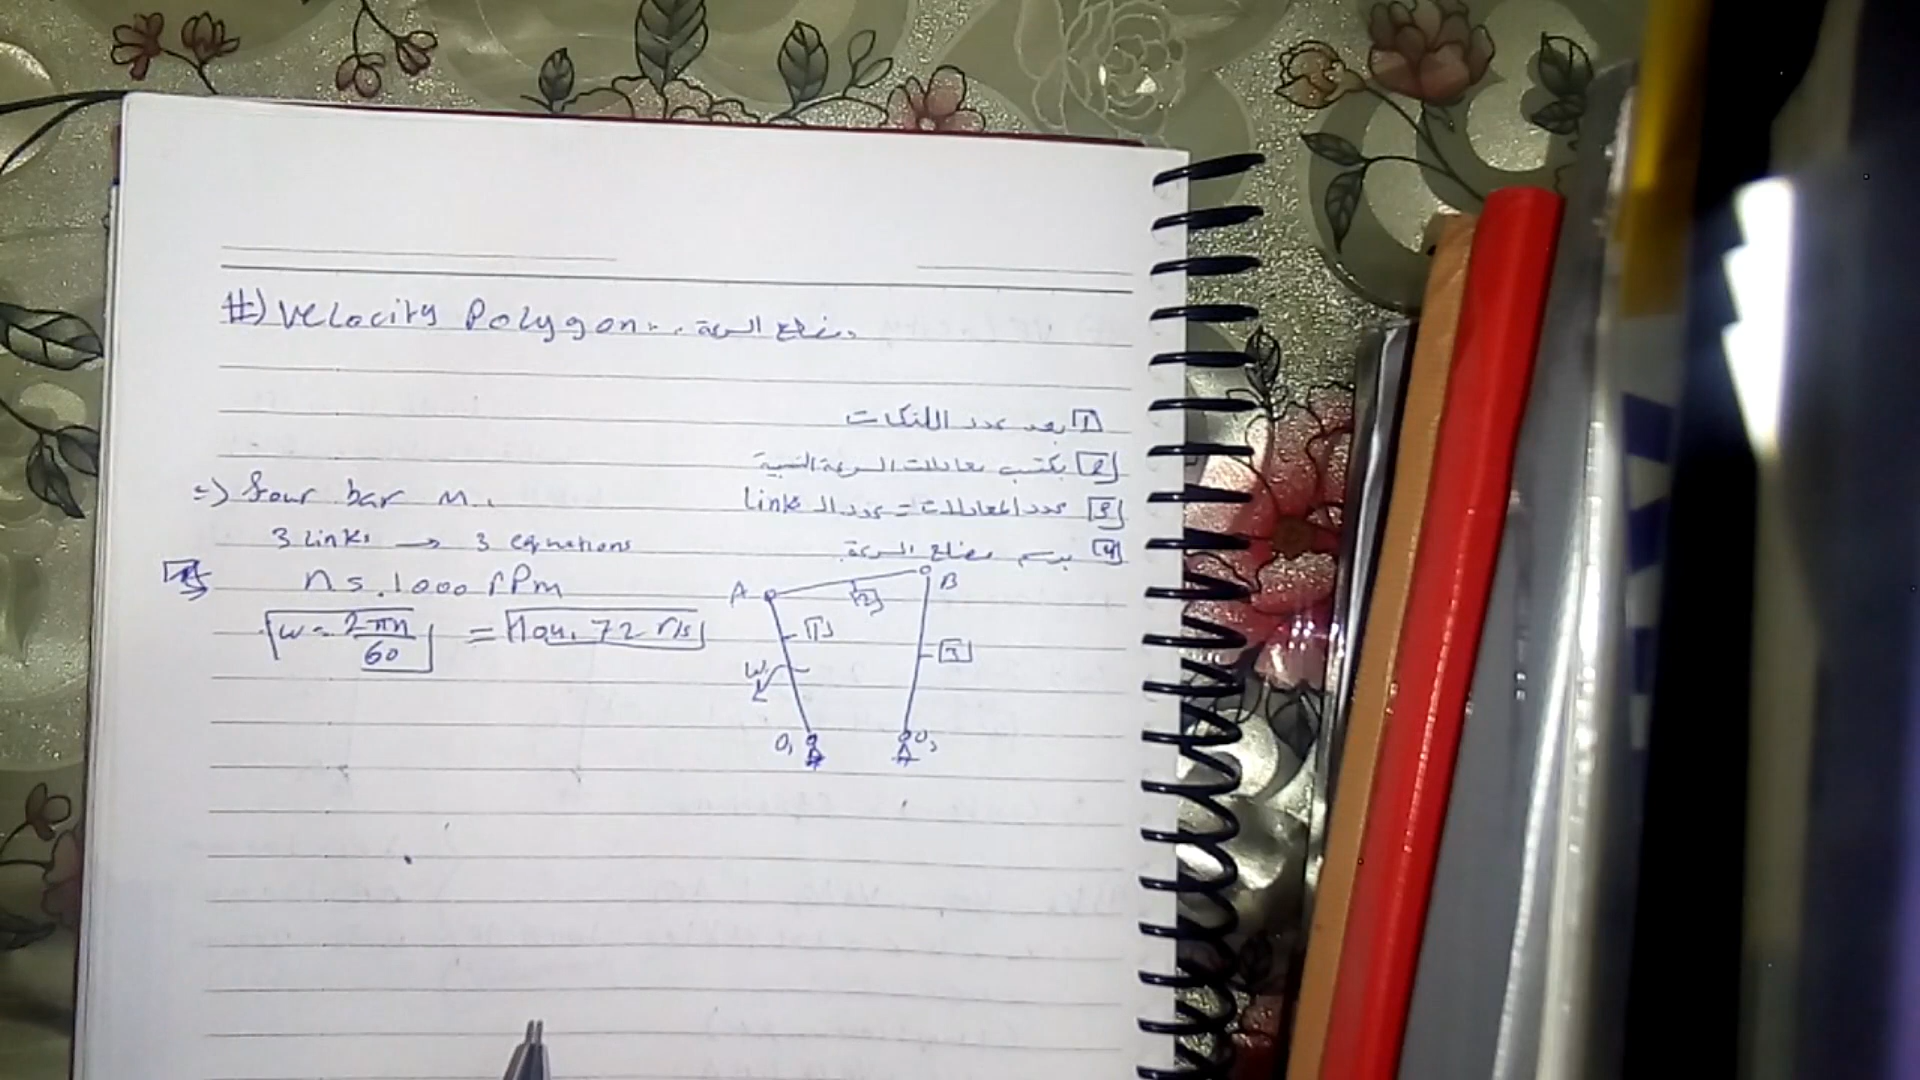 #) Velocity Polygon :. مضلع السرعة
1 بعد عدد اللنكات
2 بكتب معادلات السرعة النسبية
=> four bar m.
3 عدد المعادلات = عدد ال Link
3 Links → 3 equations
4 برسم مضلع السرعة
n = 1000 rpm
w = 2πn/60 = 104.72 r/s
A
B
2
1
3
w
O₁
O₃